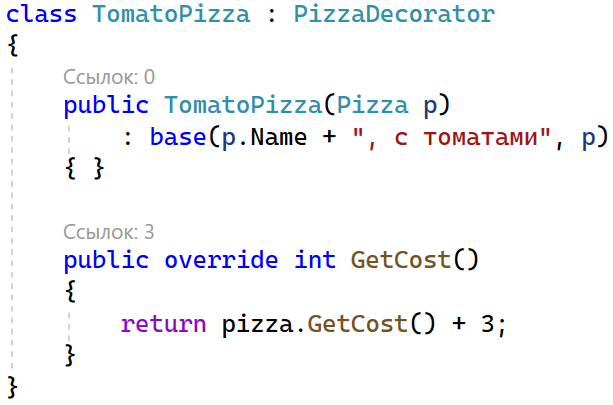 class TomatoPizza : PizzaDecorator
{
Ссылок: 0
public TomatoPizza(Pizza p)
: base(p.Name + ", с томатами", p)
{ }
Ссылок: 3
public override int GetCost()
{
return pizza.GetCost() + 3;
}
}